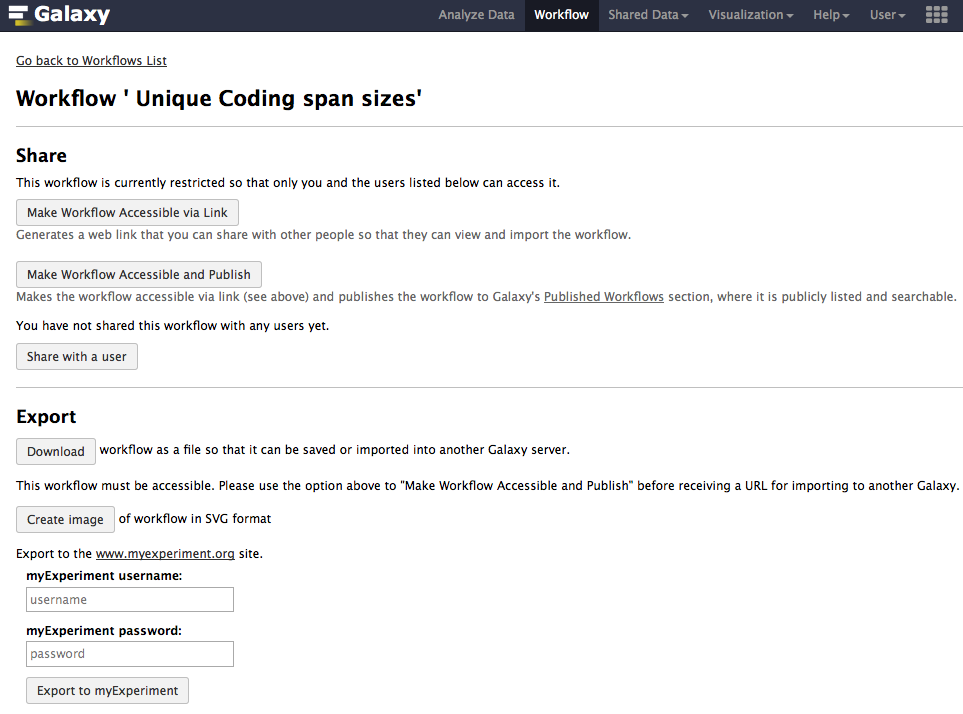 Galaxy Analyze Data Workflow Shared Data Visualization Help User
Go back to Workflows List
Workflow ' Unique Coding span sizes'
Share
This workflow is currently restricted so that only you and the users listed below can access it.
Make Workflow Accessible via Link
Generates a web link that you can share with other people so that they can view and import the workflow.
Make Workflow Accessible and Publish
Makes the workflow accessible via link (see above) and publishes the workflow to Galaxy's Published Workflows section, where it is publicly listed and searchable.
You have not shared this workflow with any users yet.
Share with a user
Export
Download workflow as a file so that it can be saved or imported into another Galaxy server.
This workflow must be accessible. Please use the option above to "Make Workflow Accessible and Publish" before receiving a URL for importing to another Galaxy.
Create image of workflow in SVG format
Export to the www.myexperiment.org site.
myExperiment username:
username
myExperiment password:
password
Export to myExperiment